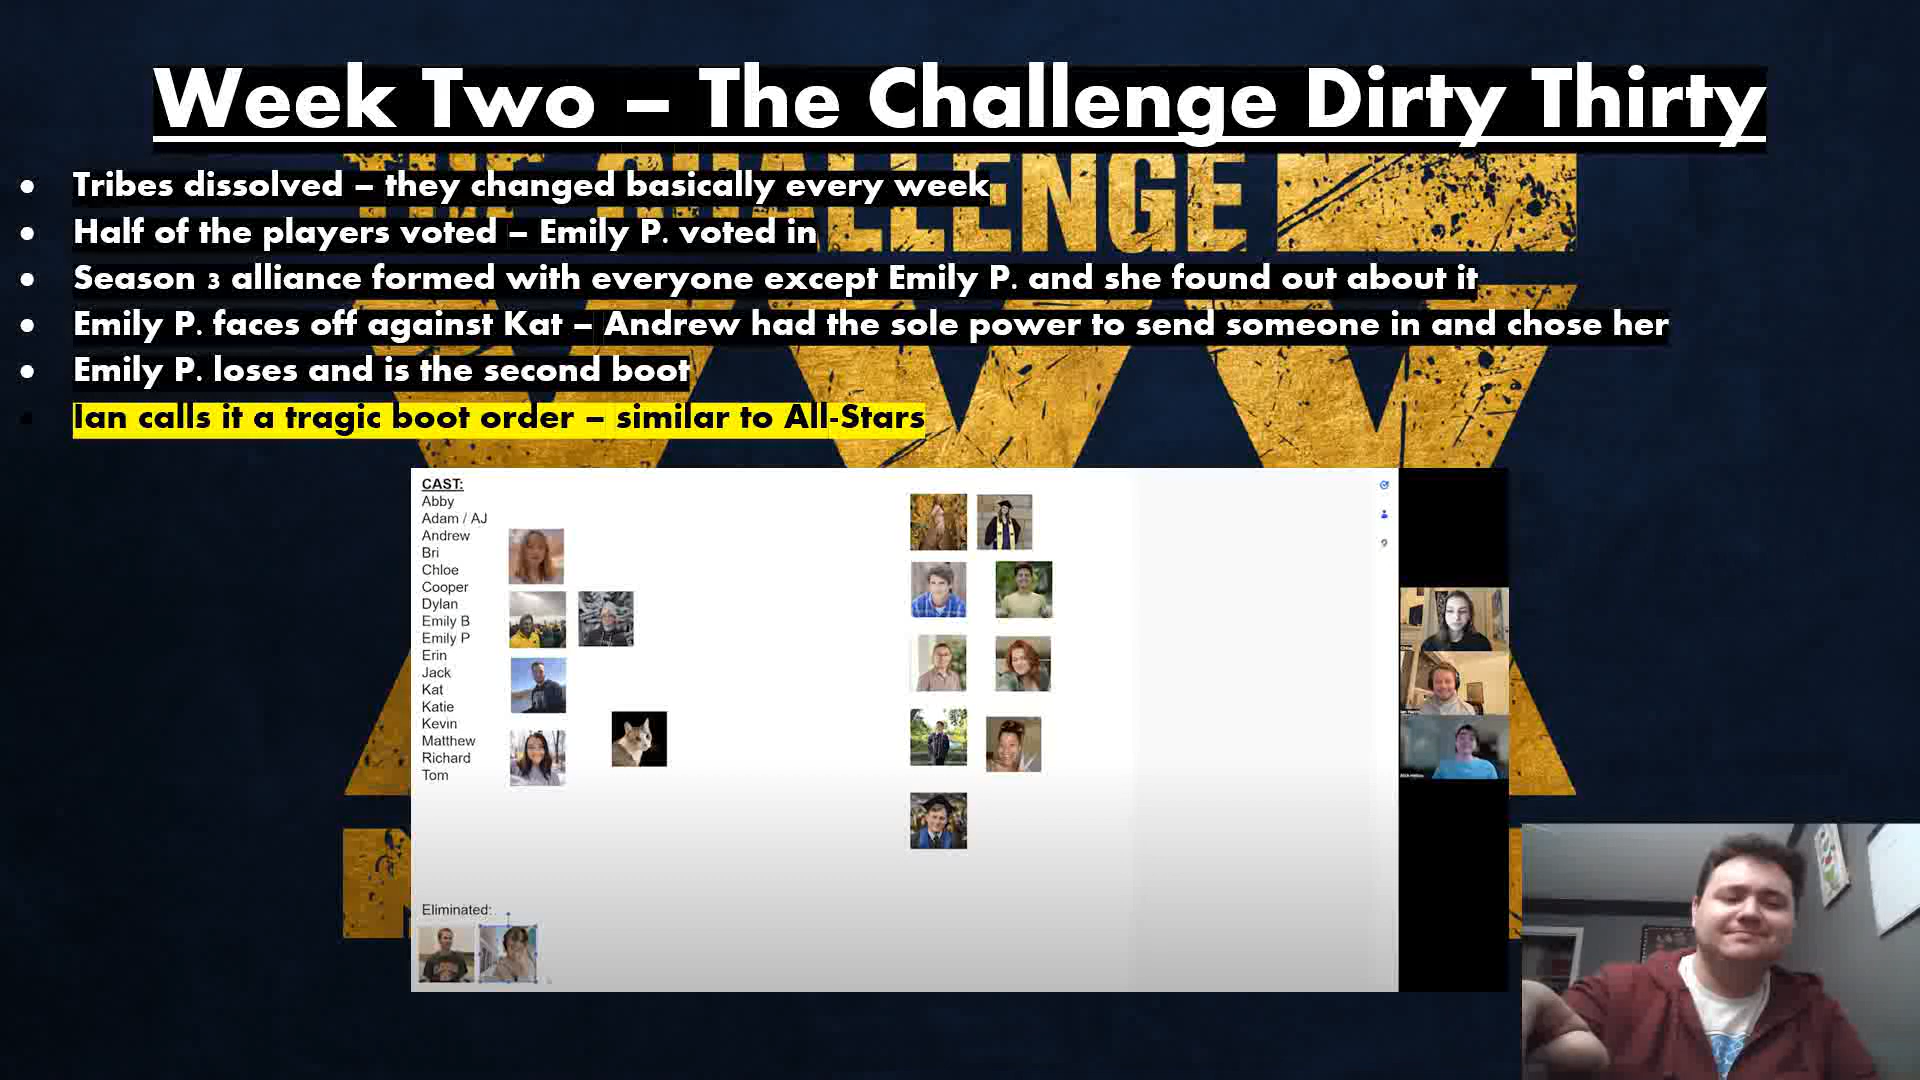 Week Two – The Challenge Dirty Thirty
THE CHALLENGE
• Tribes dissolved – they changed basically every week
• Half of the players voted – Emily P. voted in
• Season 3 alliance formed with everyone except Emily P. and she found out about it
• Emily P. faces off against Kat – Andrew had the sole power to send someone in and chose her
• Emily P. loses and is the second boot
• Ian calls it a tragic boot order – similar to All-Stars
CAST:
Abby
Adam / AJ
Andrew
Bri
Chloe
Cooper
Dylan
Emily B
Emily P
Erin
Jack
Kat
Katie
Kevin
Matthew
Richard
Tom
Eliminated: